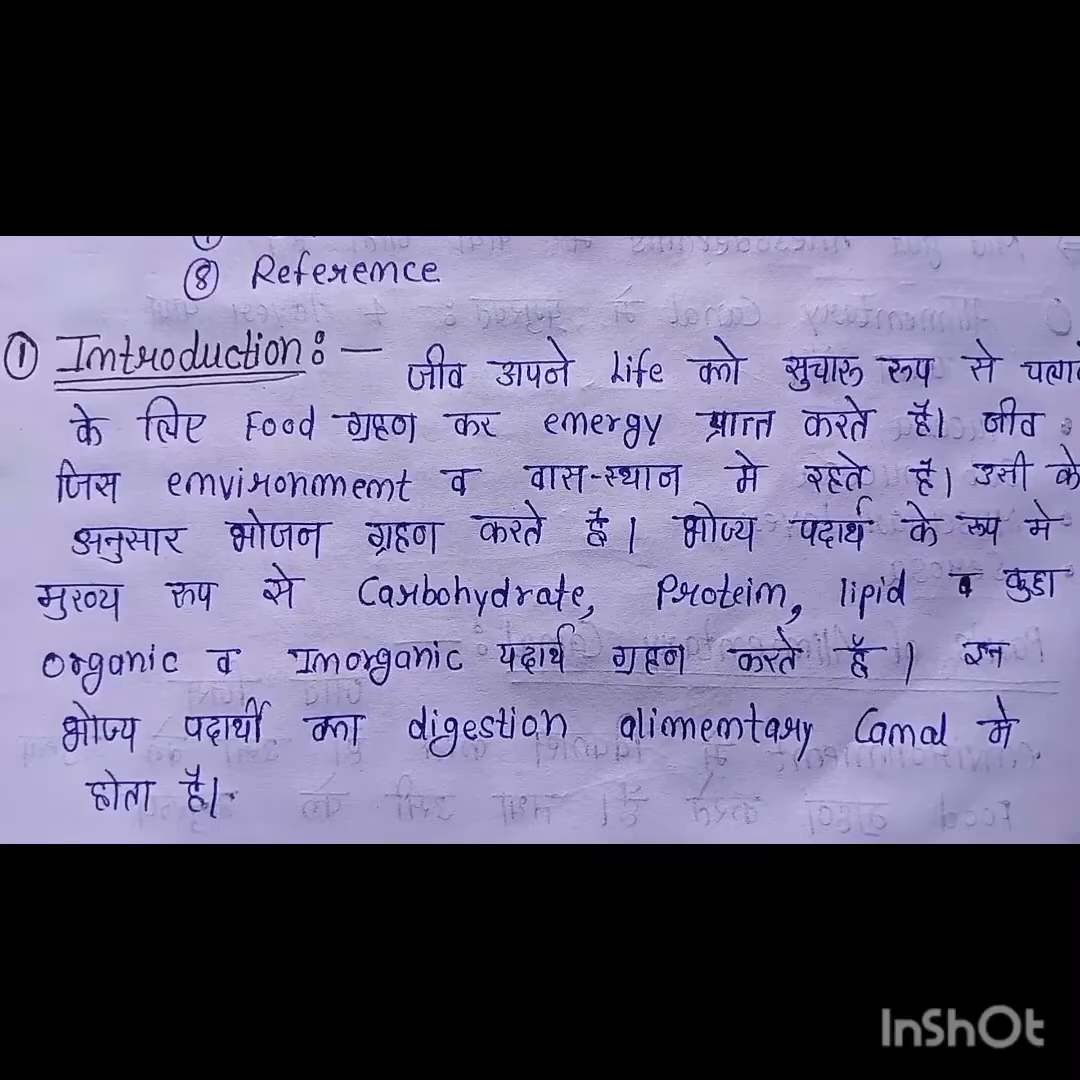 ⑧ Reference
① Introduction:— जीव अपने life को सुचारू रूप से चलाने
के लिए Food ग्रहण कर energy प्राप्त करते हैं। जीव
जिस environment व वास-स्थान मे रहते है। उसी के
अनुसार भोजन ग्रहण करते हैं। भोज्य पदार्थ के रूप मे
मुख्य रूप से Carbohydrate, Protein, lipid व कुछ
organic व Inorganic पदार्थ ग्रहण करते हैं। इन
भोज्य पदार्थो का digestion alimentary Canal मे
होता है।
InShOt